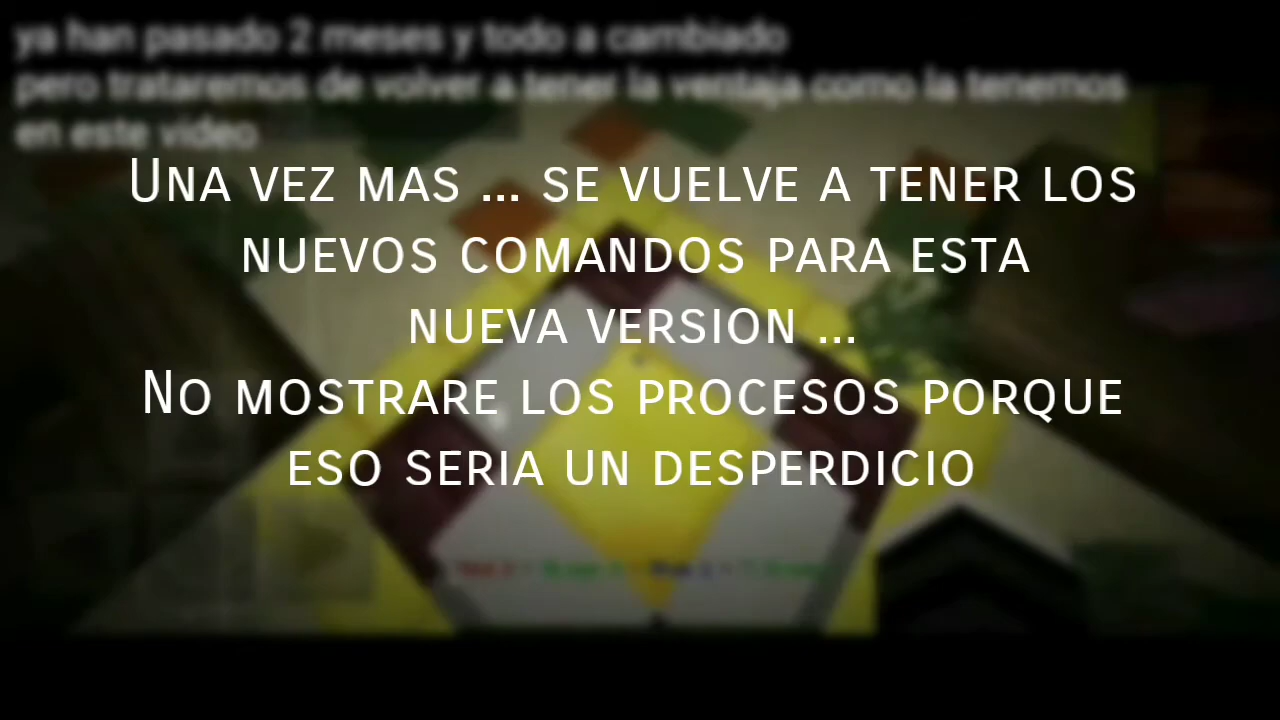 ya han pasado 2 meses y todo a cambiado
pero trataremos de volver a tener la ventaja como la tenemos
en este video
Una vez mas ... se vuelve a tener los
nuevos comandos para esta
nueva version ...
No mostrare los procesos porque
eso seria un desperdicio